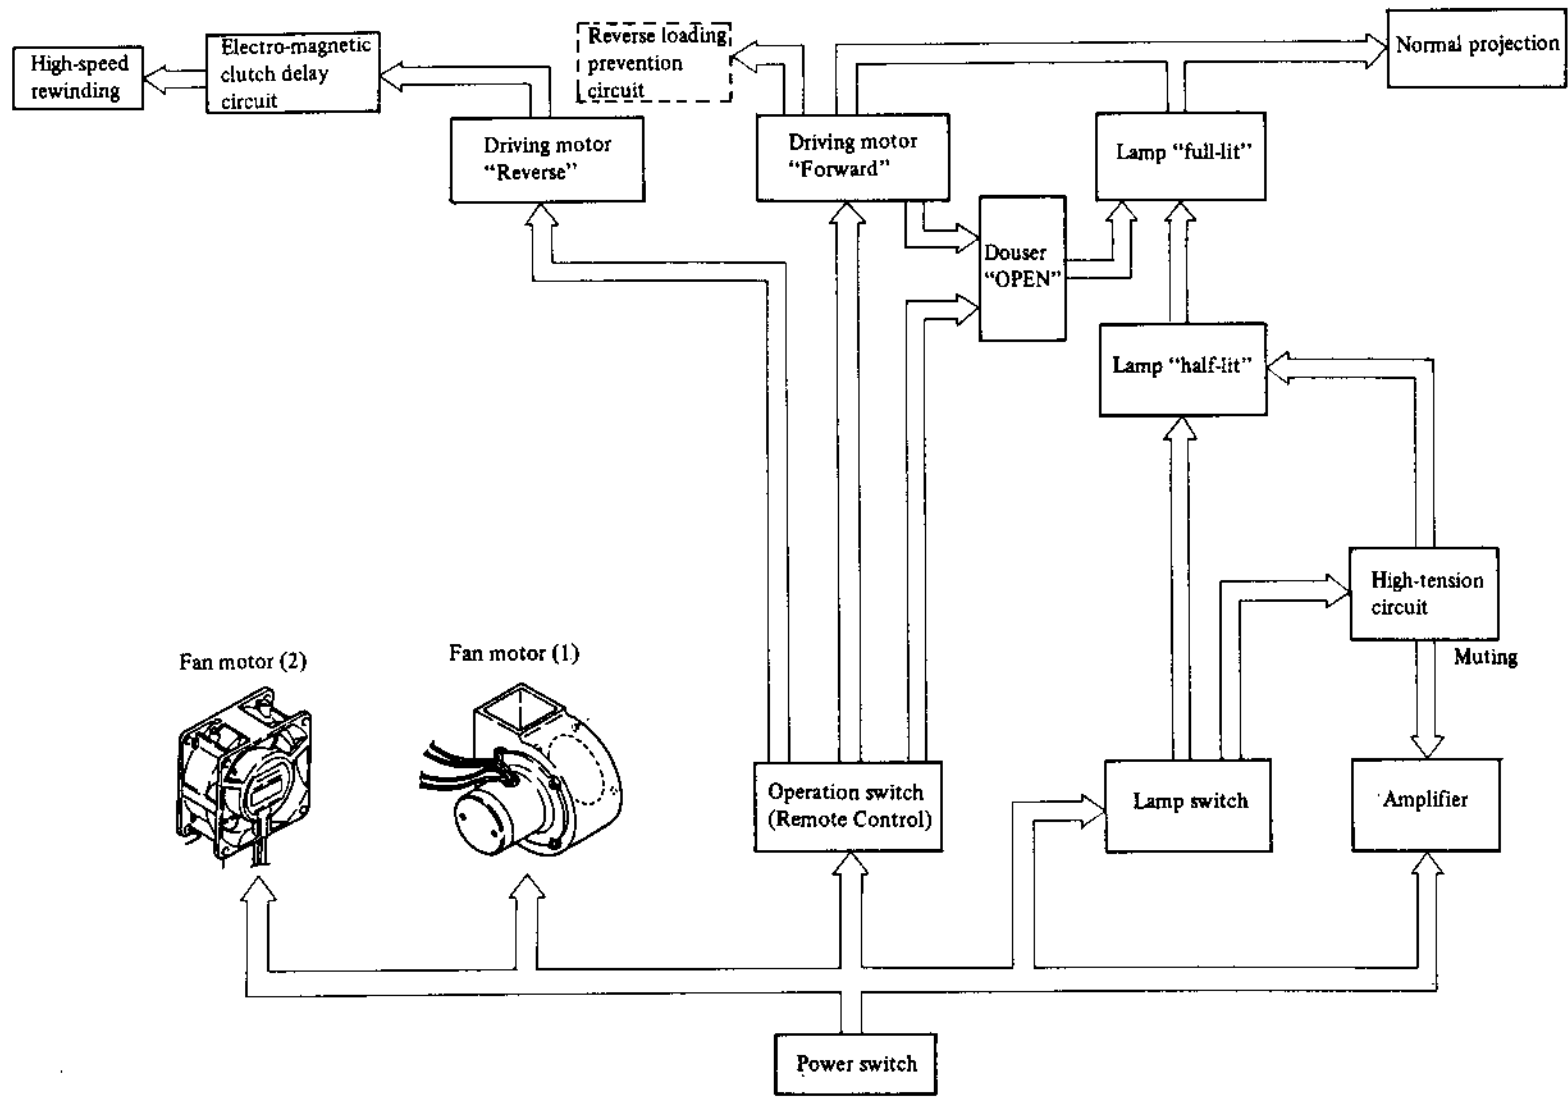 High-speed
rewinding
Electro-magnetic
clutch delay
circuit
Reverse loading
prevention
circuit
Normal projection
Driving motor
“Reverse”
Driving motor
“Forward”
Lamp “full-lit”
Douser
“OPEN”
Lamp “half-lit”
High-tension
circuit
Muting
Fan motor (2)
Fan motor (1)
Operation switch
(Remote Control)
Lamp switch
Amplifier
Power switch